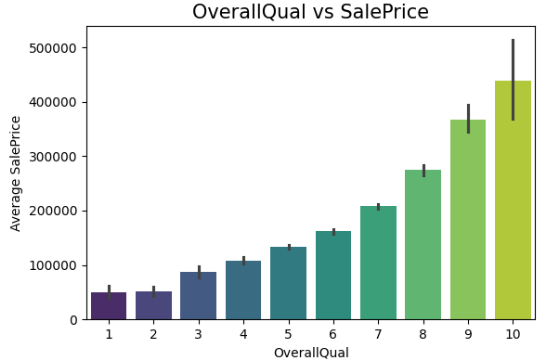 OverallQual vs SalePrice
500000
400000
300000
200000
100000
0
Average SalePrice
1 2 3 4 5 6 7 8 9 10
OverallQual